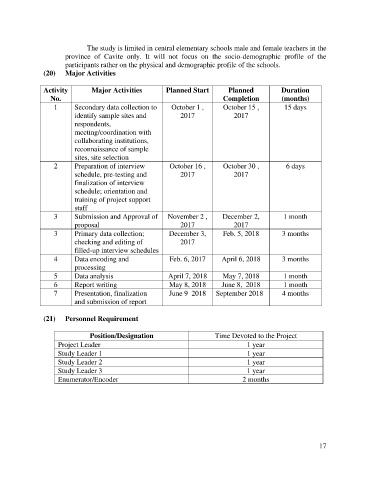 The study is limited in central elementary schools male and female teachers in the
province of Cavite only. It will not focus on the socio-demographic profile of the
participants rather on the physical and demographic profile of the schools.
(20) Major Activities
Activity No. Major Activities Planned Start Planned Completion Duration (months)
1 Secondary data collection to October 1 , October 15 , 15 days
identify sample sites and 2017 2017
respondents,
meeting/coordination with
collaborating institutions,
reconnaissance of sample
sites, site selection
2 Preparation of interview October 16 , October 30 , 6 days
schedule, pre-testing and 2017 2017
finalization of interview
schedule; orientation and
training of project support
staff
3 Submission and Approval of November 2 , December 2, 1 month
proposal 2017 2017
3 Primary data collection; December 3, Feb. 5, 2018 3 months
checking and editing of 2017
filled-up interview schedules
4 Data encoding and Feb. 6, 2017 April 6, 2018 3 months
processing
5 Data analysis April 7, 2018 May 7, 2018 1 month
6 Report writing May 8, 2018 June 8, 2018 1 month
7 Presentation, finalization June 9 2018 September 2018 4 months
and submission of report
(21) Personnel Requirement
Position/Designation Time Devoted to the Project
Project Leader 1 year
Study Leader 1 1 year
Study Leader 2 1 year
Study Leader 3 1 year
Enumerator/Encoder 2 months
17